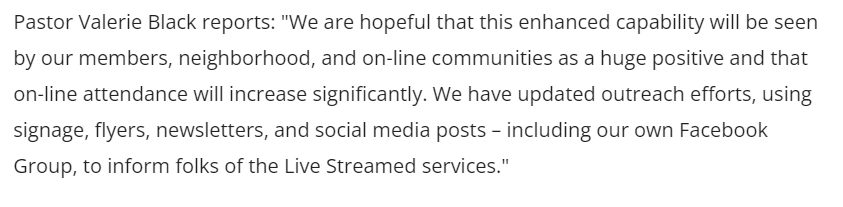 Pastor Valerie Black reports: "We are hopeful that this enhanced capability will be seen
by our members, neighborhood, and on-line communities as a huge positive and that
on-line attendance will increase significantly. We have updated outreach efforts, using
signage, flyers, newsletters, and social media posts – including our own Facebook
Group, to inform folks of the Live Streamed services."